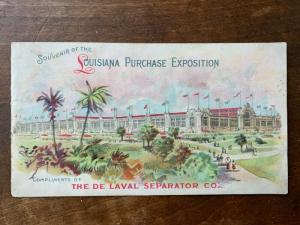 SOUVENIR OF THE
LOUISIANA PURCHASE EXPOSITION
COMPLIMENTS OF
THE DE LAVAL SEPARATOR CO.